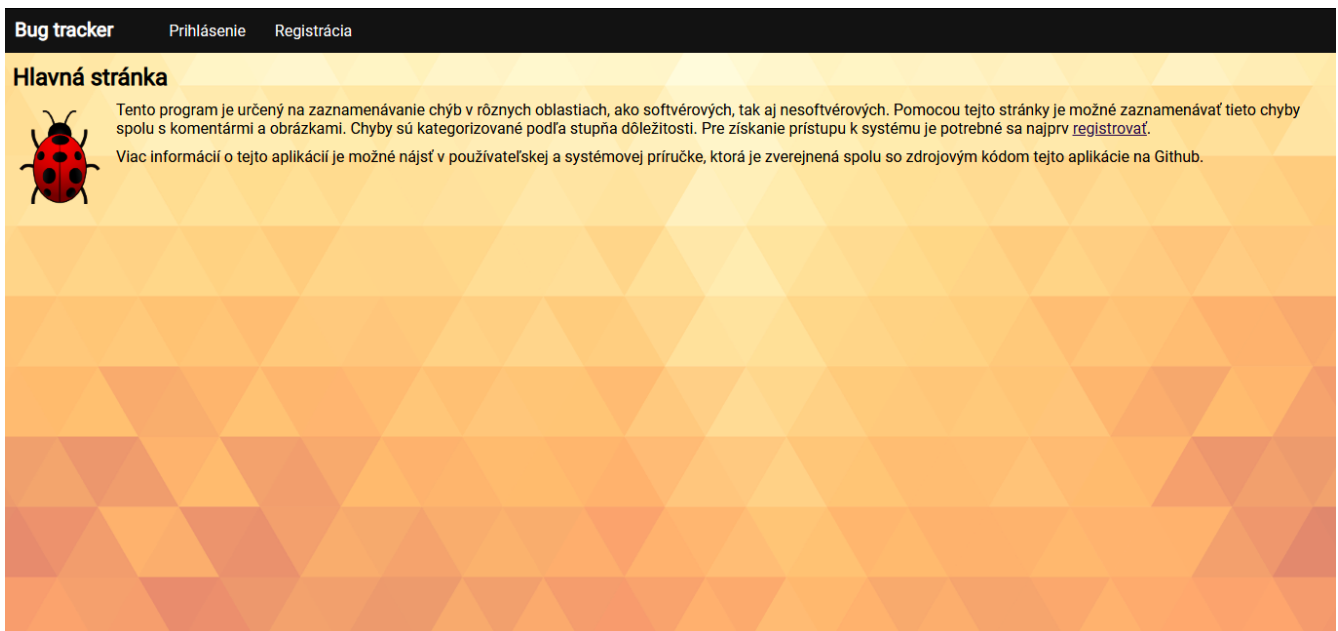 Bug tracker Prihlásenie Registrácia
Hlavná stránka
Tento program je určený na zaznamenávanie chýb v rôznych oblastiach, ako softvérových, tak aj nesoftvérových. Pomocou tejto stránky je možné zaznamenávať tieto chyby
spolu s komentármi a obrázkami. Chyby sú kategorizované podľa stupňa dôležitosti. Pre získanie prístupu k systému je potrebné sa najprv registrovať.
Viac informácií o tejto aplikácií je možné nájsť v používateľskej a systémovej príručke, ktorá je zverejnená spolu so zdrojovým kódom tejto aplikácie na Github.